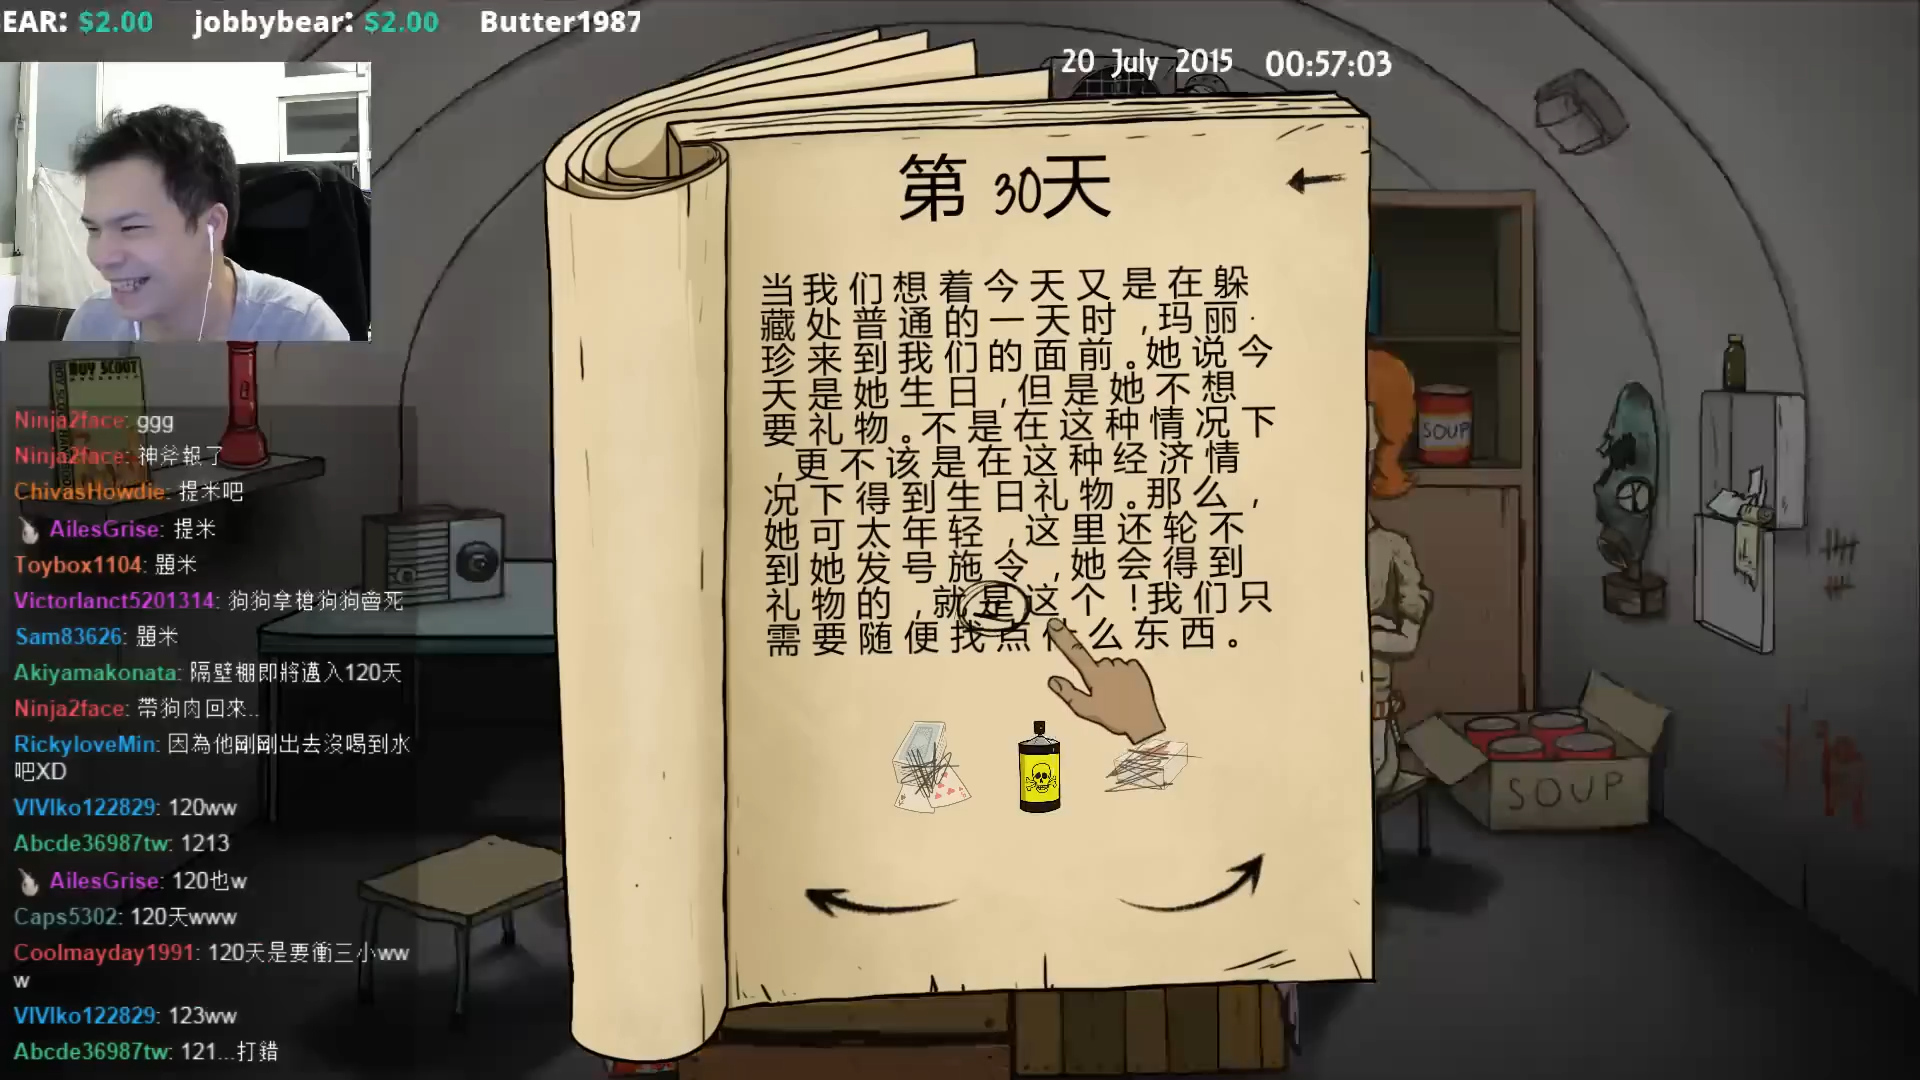 EAR: $2.00 jobbybear: $2.00 Butter1987
20 July 2015 00:57:03
第30天
当我们想着今天又是在躲
藏处普通的一天时,玛丽·
珍来到我们的面前。她说今
天是她生日,但是她不想
要礼物。不是在这种情况下
,更不该是在这种经济情
况下得到生日礼物。那么,
她可太年轻,这里还轮不
到她发号施令,她会得到
礼物的,就是这个!我们只
需要随便找点什么东西。
SOUP
SOUP
Ninja2face: ggg
Ninja2face: 神斧報了
ChivasHowdie: 提米吧
AilesGrise: 提米
Toybox1104: 題米
Victorlanct5201314: 狗狗拿槍狗狗會死
Sam83626: 題米
Akiyamakonata: 隔壁棚即將邁入120天
Ninja2face: 帶狗肉回來..
RickyloveMin: 因為他剛剛出去沒喝到水
吧XD
VIVIko122829: 120ww
Abcde36987tw: 1213
AilesGrise: 120也w
Caps5302: 120天www
Coolmayday1991: 120天是要衝三小ww
w
VIVIko122829: 123ww
Abcde36987tw: 121...打錯